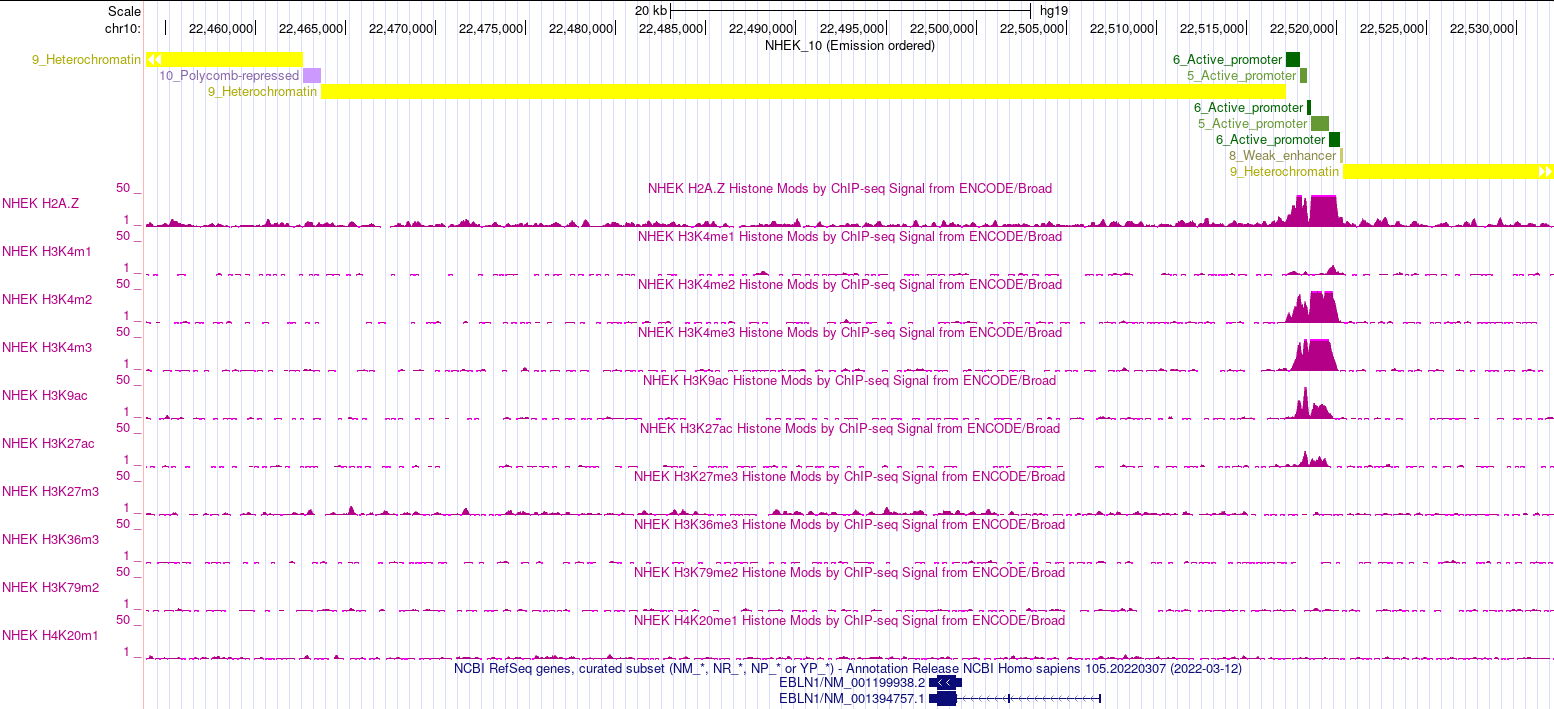 Scale 20 kb hg19
chr10: 22,460,000 22,465,000 22,470,000 22,475,000 22,480,000 22,485,000 22,490,000 22,495,000 22,500,000 22,505,000 22,510,000 22,515,000 22,520,000 22,525,000 22,530,000
NHEK_10 (Emission ordered)
9_Heterochromatin 6_Active_promoter
10_Polycomb-repressed 5_Active_promoter
9_Heterochromatin
6_Active_promoter
5_Active_promoter
6_Active_promoter
8_Weak_enhancer
9_Heterochromatin
50 _ NHEK H2A.Z Histone Mods by ChIP-seq Signal from ENCODE/Broad
NHEK H2A.Z
1 _
50 _ NHEK H3K4me1 Histone Mods by ChIP-seq Signal from ENCODE/Broad
NHEK H3K4m1
1 _
50 _ NHEK H3K4me2 Histone Mods by ChIP-seq Signal from ENCODE/Broad
NHEK H3K4m2
1 _
50 _ NHEK H3K4me3 Histone Mods by ChIP-seq Signal from ENCODE/Broad
NHEK H3K4m3
1 _
50 _ NHEK H3K9ac Histone Mods by ChIP-seq Signal from ENCODE/Broad
NHEK H3K9ac
1 _
50 _ NHEK H3K27ac Histone Mods by ChIP-seq Signal from ENCODE/Broad
NHEK H3K27ac
1 _
50 _ NHEK H3K27me3 Histone Mods by ChIP-seq Signal from ENCODE/Broad
NHEK H3K27m3
1 _
50 _ NHEK H3K36me3 Histone Mods by ChIP-seq Signal from ENCODE/Broad
NHEK H3K36m3
1 _
50 _ NHEK H3K79me2 Histone Mods by ChIP-seq Signal from ENCODE/Broad
NHEK H3K79m2
1 _
50 _ NHEK H4K20me1 Histone Mods by ChIP-seq Signal from ENCODE/Broad
NHEK H4K20m1
1 _
NCBI RefSeq genes, curated subset (NM_*, NR_*, NP_* or YP_*) - Annotation Release NCBI Homo sapiens 105.20220307 (2022-03-12)
EBLN1/NM_001199938.2
EBLN1/NM_001394757.1